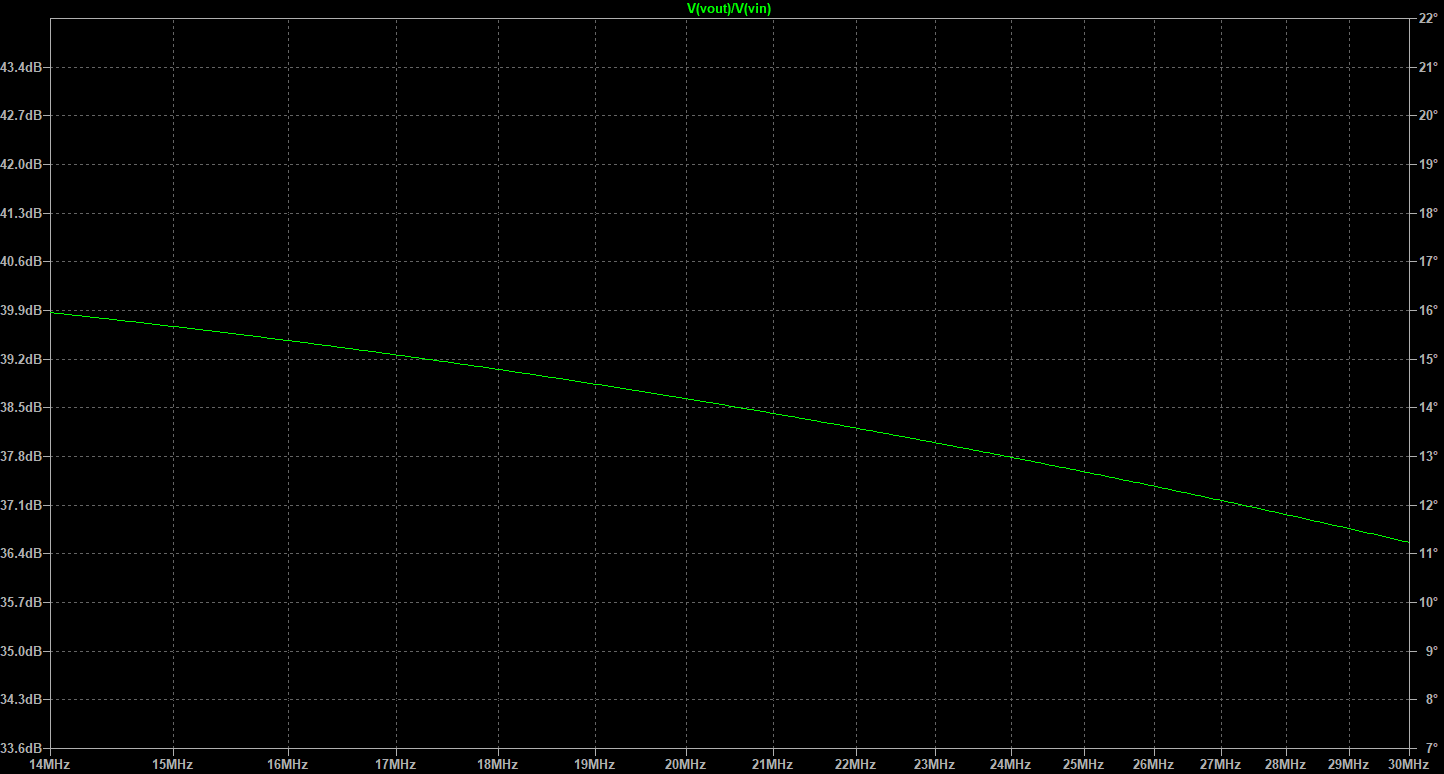 V(vout)/V(vin)
22°
43.4dB 21°
42.7dB 20°
42.0dB 19°
41.3dB 18°
40.6dB 17°
39.9dB 16°
39.2dB 15°
38.5dB 14°
37.8dB 13°
37.1dB 12°
36.4dB 11°
35.7dB 10°
35.0dB 9°
34.3dB 8°
33.6dB 7°
14MHz 15MHz 16MHz 17MHz 18MHz 19MHz 20MHz 21MHz 22MHz 23MHz 24MHz 25MHz 26MHz 27MHz 28MHz 29MHz 30MHz